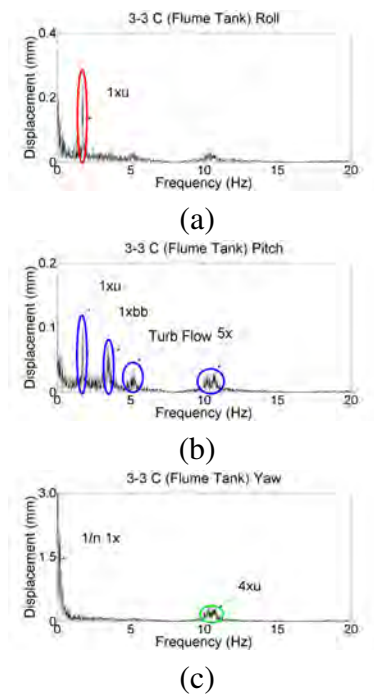 3-3 C (Flume Tank) Roll
0.4
0.2
0
Displacement (mm)
1xu
0 5 10 15 20
Frequency (Hz)
(a)
3-3 C (Flume Tank) Pitch
0.2
0.1
0
Displacement (mm)
1xu
1xbb
Turb Flow 5x
0 5 10 15 20
Frequency (Hz)
(b)
3-3 C (Flume Tank) Yaw
3.0
1.5
0
Displacement (mm)
1/n 1x
4xu
0 5 10 15 20
Frequency (Hz)
(c)